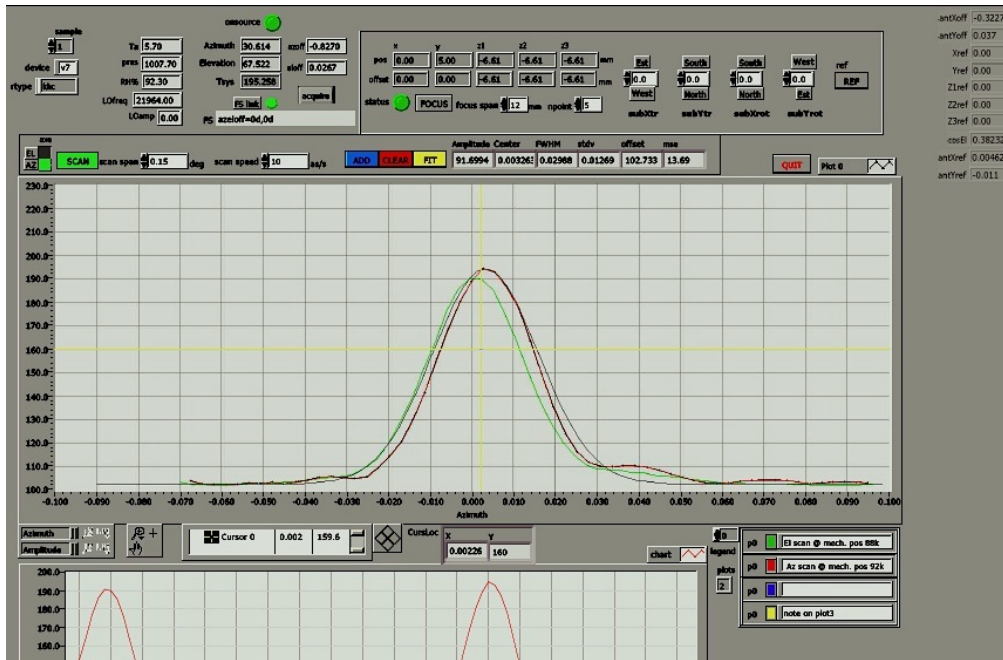 onsource
sample
1
device v7
rtype
Ta 5.70
pres 1007.70
RH% 92.30
LOfreq 21964.00
LOamp 0.00
Azimuth 30.614 azoff -0.8270
Elevation 67.522 eloff 0.0267
Tsys 195.258
FS link
acquire
FS azeloff=0d,0d
x y z1 z2 z3
pos 0.00 5.00 -6.61 -6.61 -6.61 mm
offset 0.00 0.00 -6.61 -6.61 -6.61 mm
status FOCUS focus span 12 mm npoint 5
Est South South West
0.0 0.0 0.0 0.0
West North North Est
subXtr subYtr subXrot subYrot
ref
REF
antXoff -0.3227
antYoff 0.037
Xref 0.00
Yref 0.00
Z1ref 0.00
Z2ref 0.00
Z3ref 0.00
cosEl 0.38232
antXref 0.00462
antYref -0.011
axe
EL
AZ
SCAN scan span 0.15 deg scan speed 10 as/s
ADD CLEAR FIT
Amplitude Center FWHM stdv offset mse
91.6994 0.00326 0.02988 0.01269 102.733 13.69
QUIT Plot 0
230.0
220.0
210.0
200.0
190.0
180.0
170.0
160.0
150.0
140.0
130.0
120.0
110.0
100.0
-0.100 -0.090 -0.080 -0.070 -0.060 -0.050 -0.040 -0.030 -0.020 -0.010 0.000 0.010 0.020 0.030 0.040 0.050 0.060 0.070 0.080 0.090 0.100
Azimuth
Azimuth
Amplitude
Cursor 0 0.002 159.6
CursLoc X Y
0.00226 160
chart
0
legend
plots
2
p0 El scan @ mech. pos 88k
p0 Az scan @ mech. pos 92k
p0
p0 note on plot3
200.0
190.0
180.0
170.0
160.0